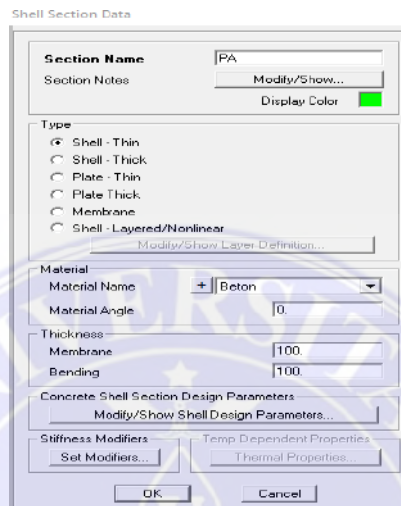 Shell Section Data
Section Name PA
Section Notes Modify/Show...
Display Color
Type
Shell - Thin
Shell - Thick
Plate - Thin
Plate Thick
Membrane
Shell - Layered/Nonlinear
Modify/Show Layer Definition...
Material
Material Name + Beton
Material Angle 0.
Thickness
Membrane 100.
Bending 100.
Concrete Shell Section Design Parameters
Modify/Show Shell Design Parameters...
Stiffness Modifiers Temp Dependent Properties
Set Modifiers... Thermal Properties...
OK Cancel